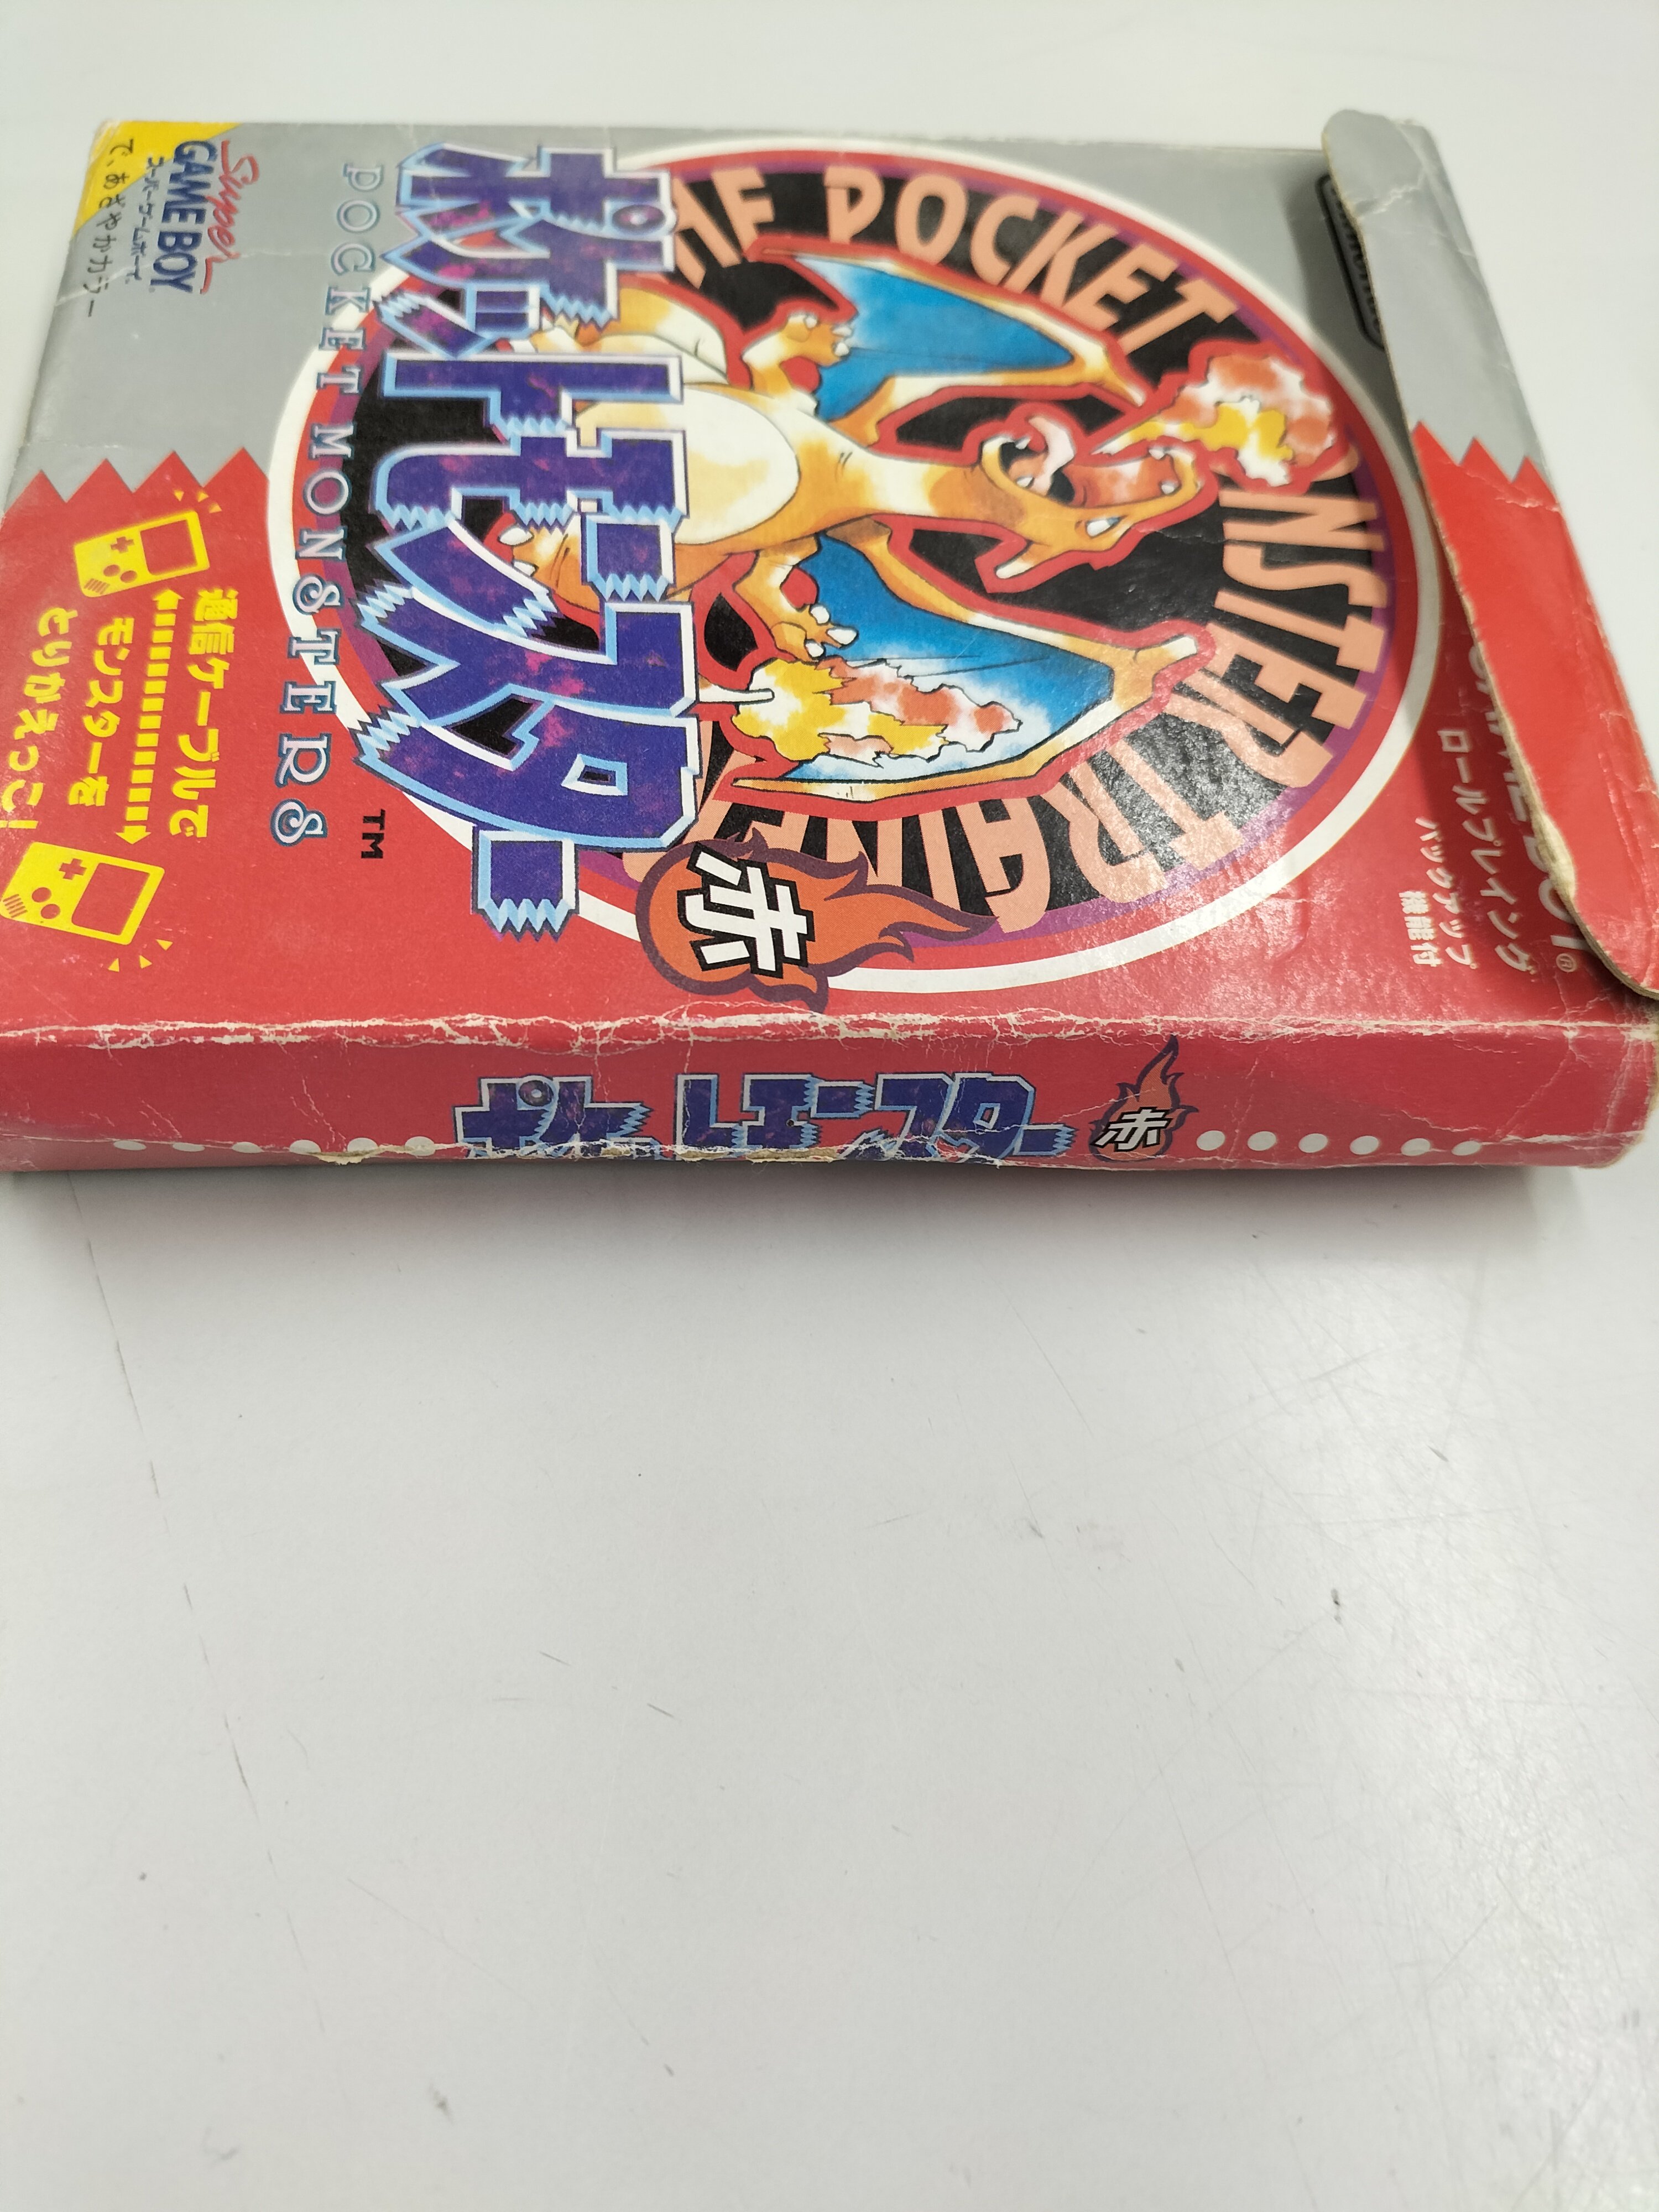 GAME BOY®
ロールプレイング
バックアップ
機能付
THE POCKET MONSTER TRAINER
ポケットモンスター
赤
TM
POCKET MONSTERS
Super
GAME BOY
スーパーゲームボーイ
で、あざやかカラー
通信ケーブルで
モンスターを
とりかえっこ!
ポケットモンスター
赤